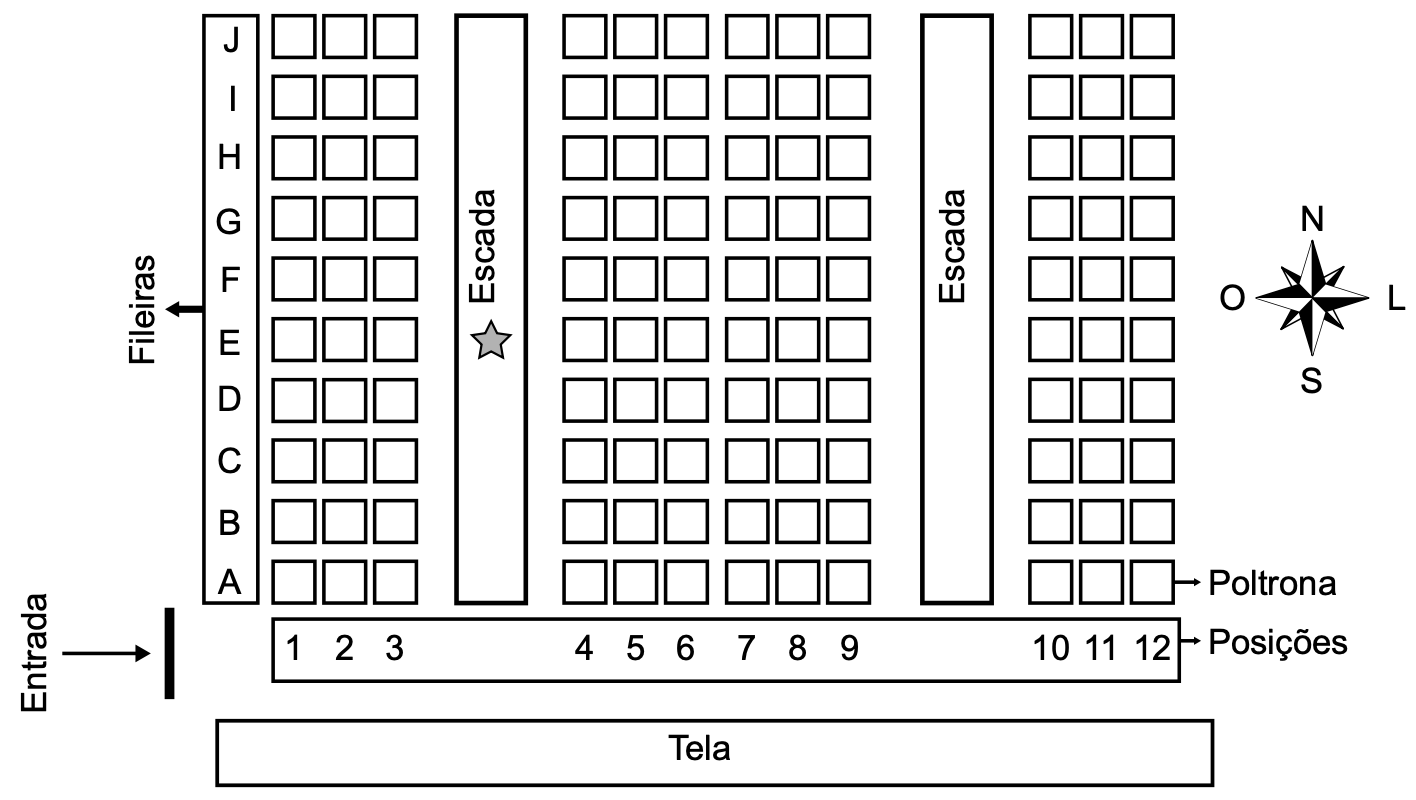 J
I
H
G
F
E
D
C
B
A
Fileiras
Escada
Escada
N
O L
S
Entrada
Poltrona
1 2 3 4 5 6 7 8 9 10 11 12
Posições
Tela